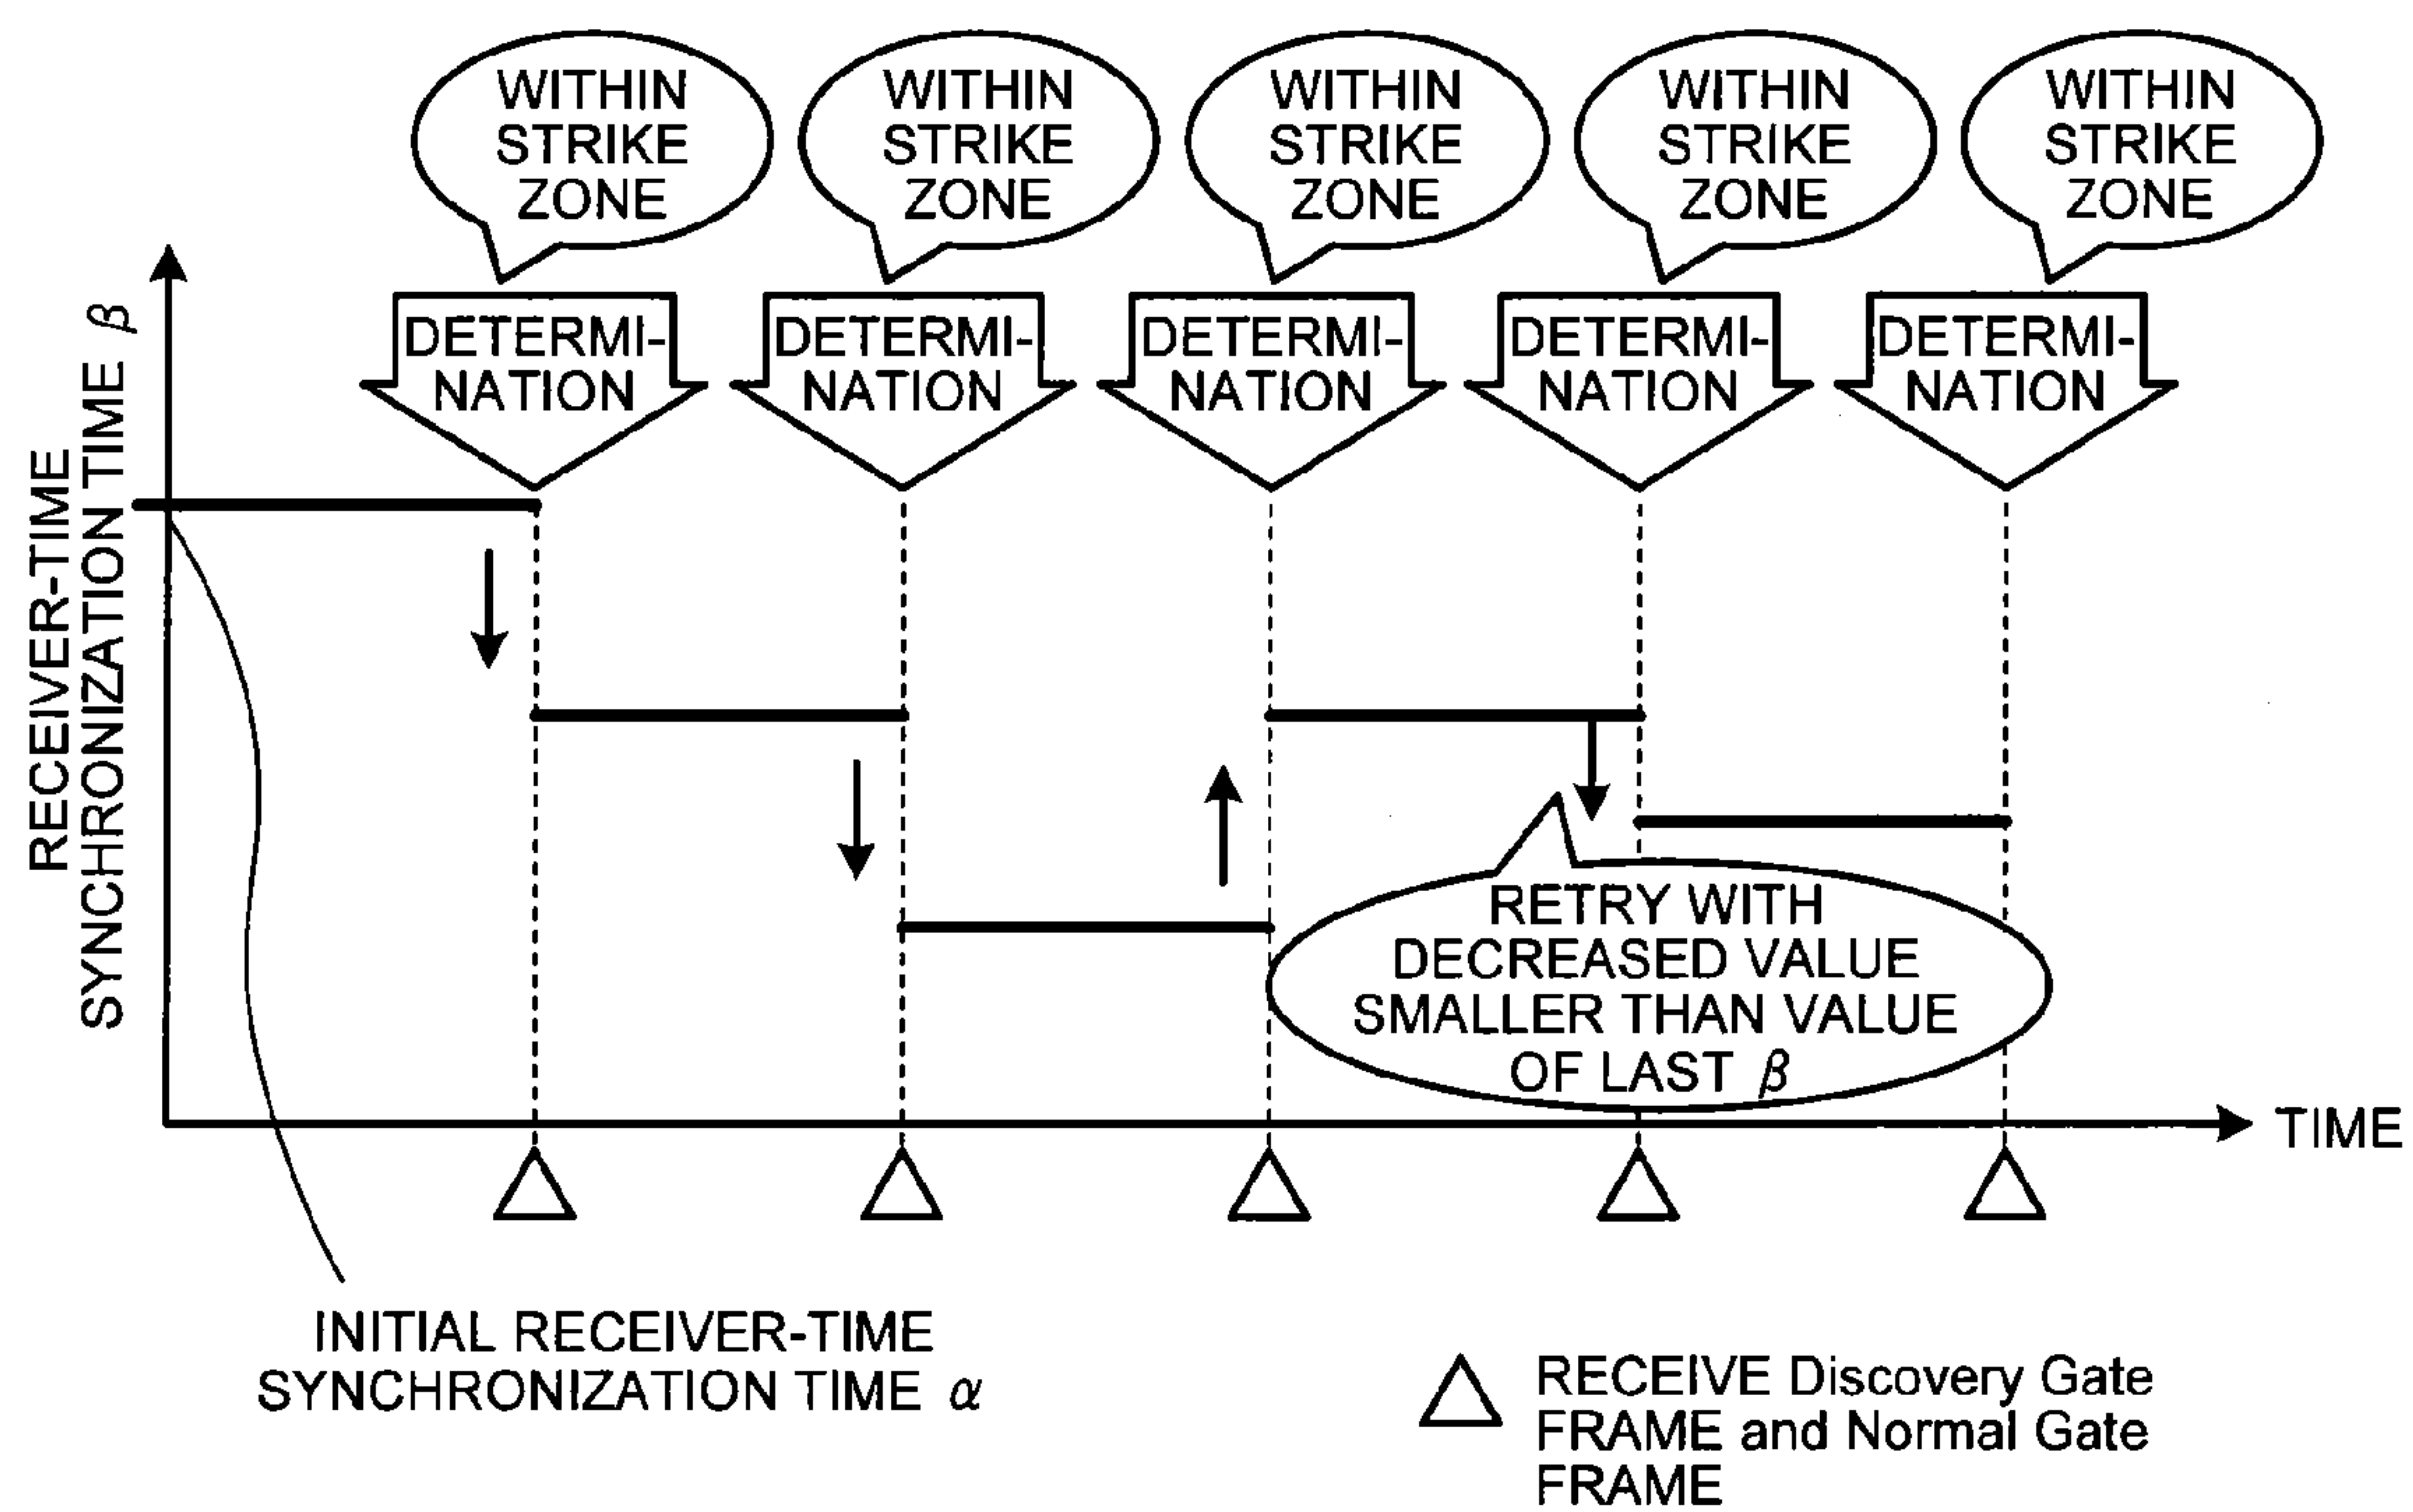 WITHIN
STRIKE
ZONE
WITHIN
STRIKE
ZONE
WITHIN
STRIKE
ZONE
WITHIN
STRIKE
ZONE
WITHIN
STRIKE
ZONE
DETERMI-
NATION
DETERMI-
NATION
DETERMI-
NATION
DETERMI-
NATION
DETERMI-
NATION
RECEIVER-TIME
SYNCHRONIZATION TIME β
RETRY WITH
DECREASED VALUE
SMALLER THAN VALUE
OF LAST β
TIME
INITIAL RECEIVER-TIME
SYNCHRONIZATION TIME α
RECEIVE Discovery Gate
FRAME and Normal Gate
FRAME